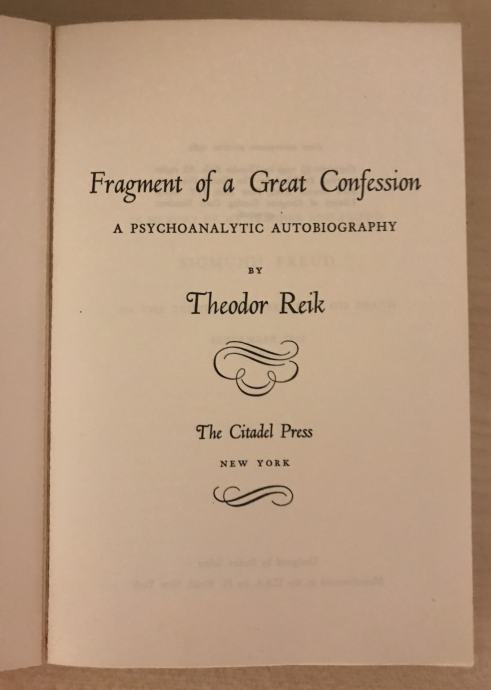 Fragment of a Great Confession
A PSYCHOANALYTIC AUTOBIOGRAPHY
BY
Theodor Reik
The Citadel Press
NEW YORK